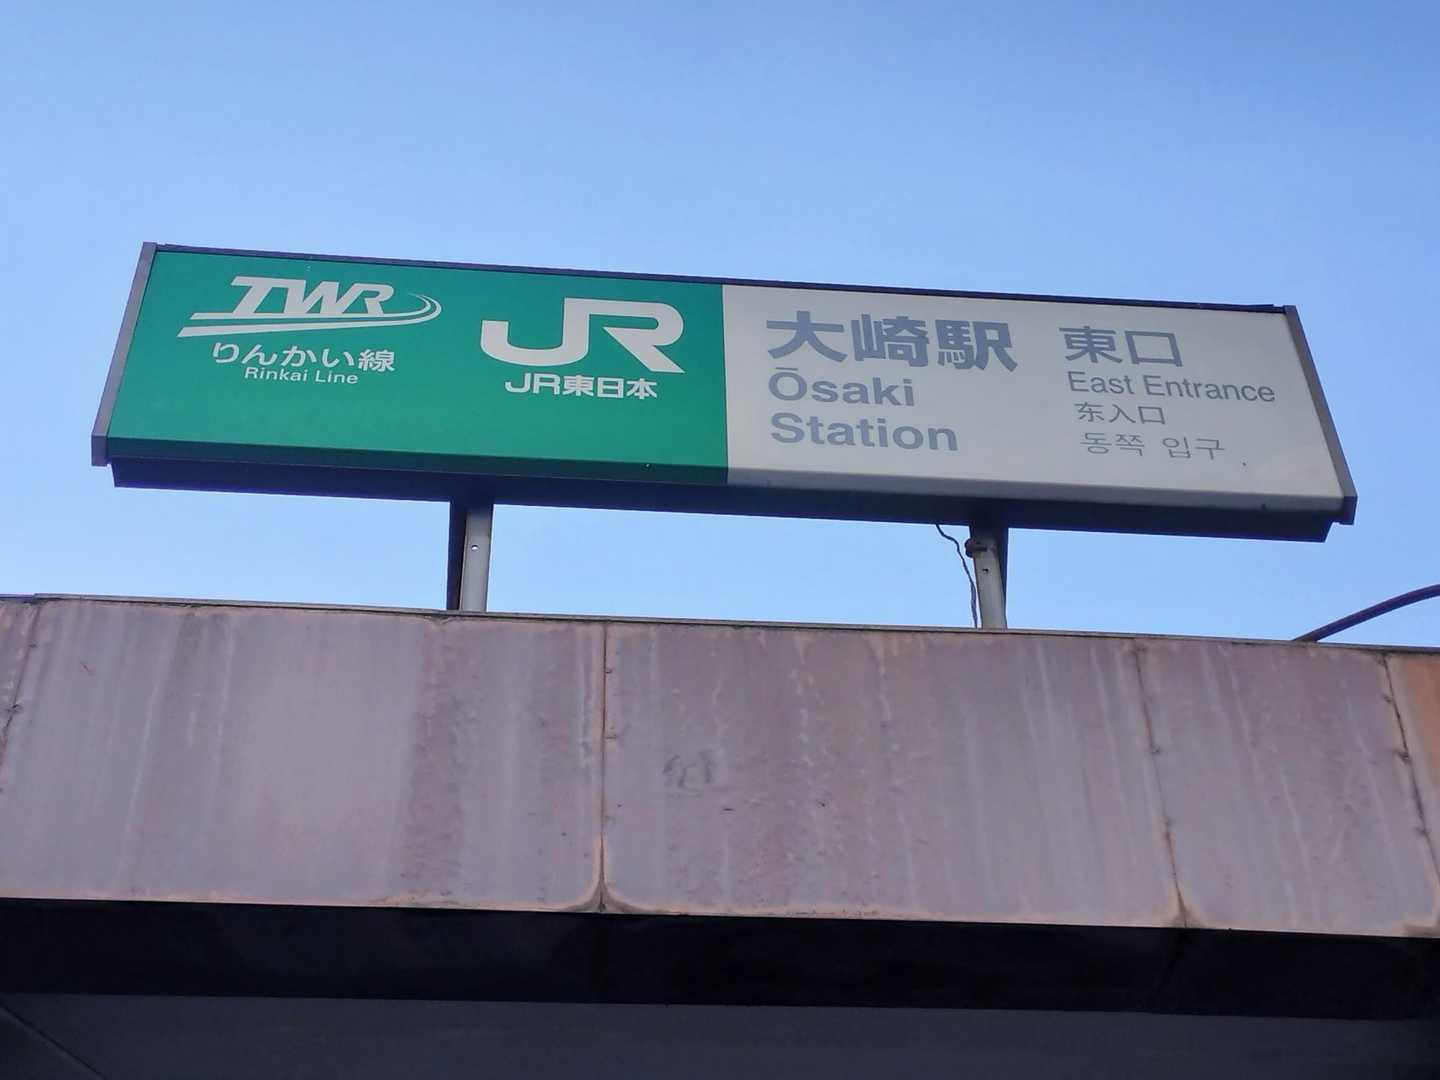 TWR
りんかい線
Rinkai Line
JR
JR東日本
大崎駅
Ōsaki
Station
東口
East Entrance
东入口
동쪽 입구